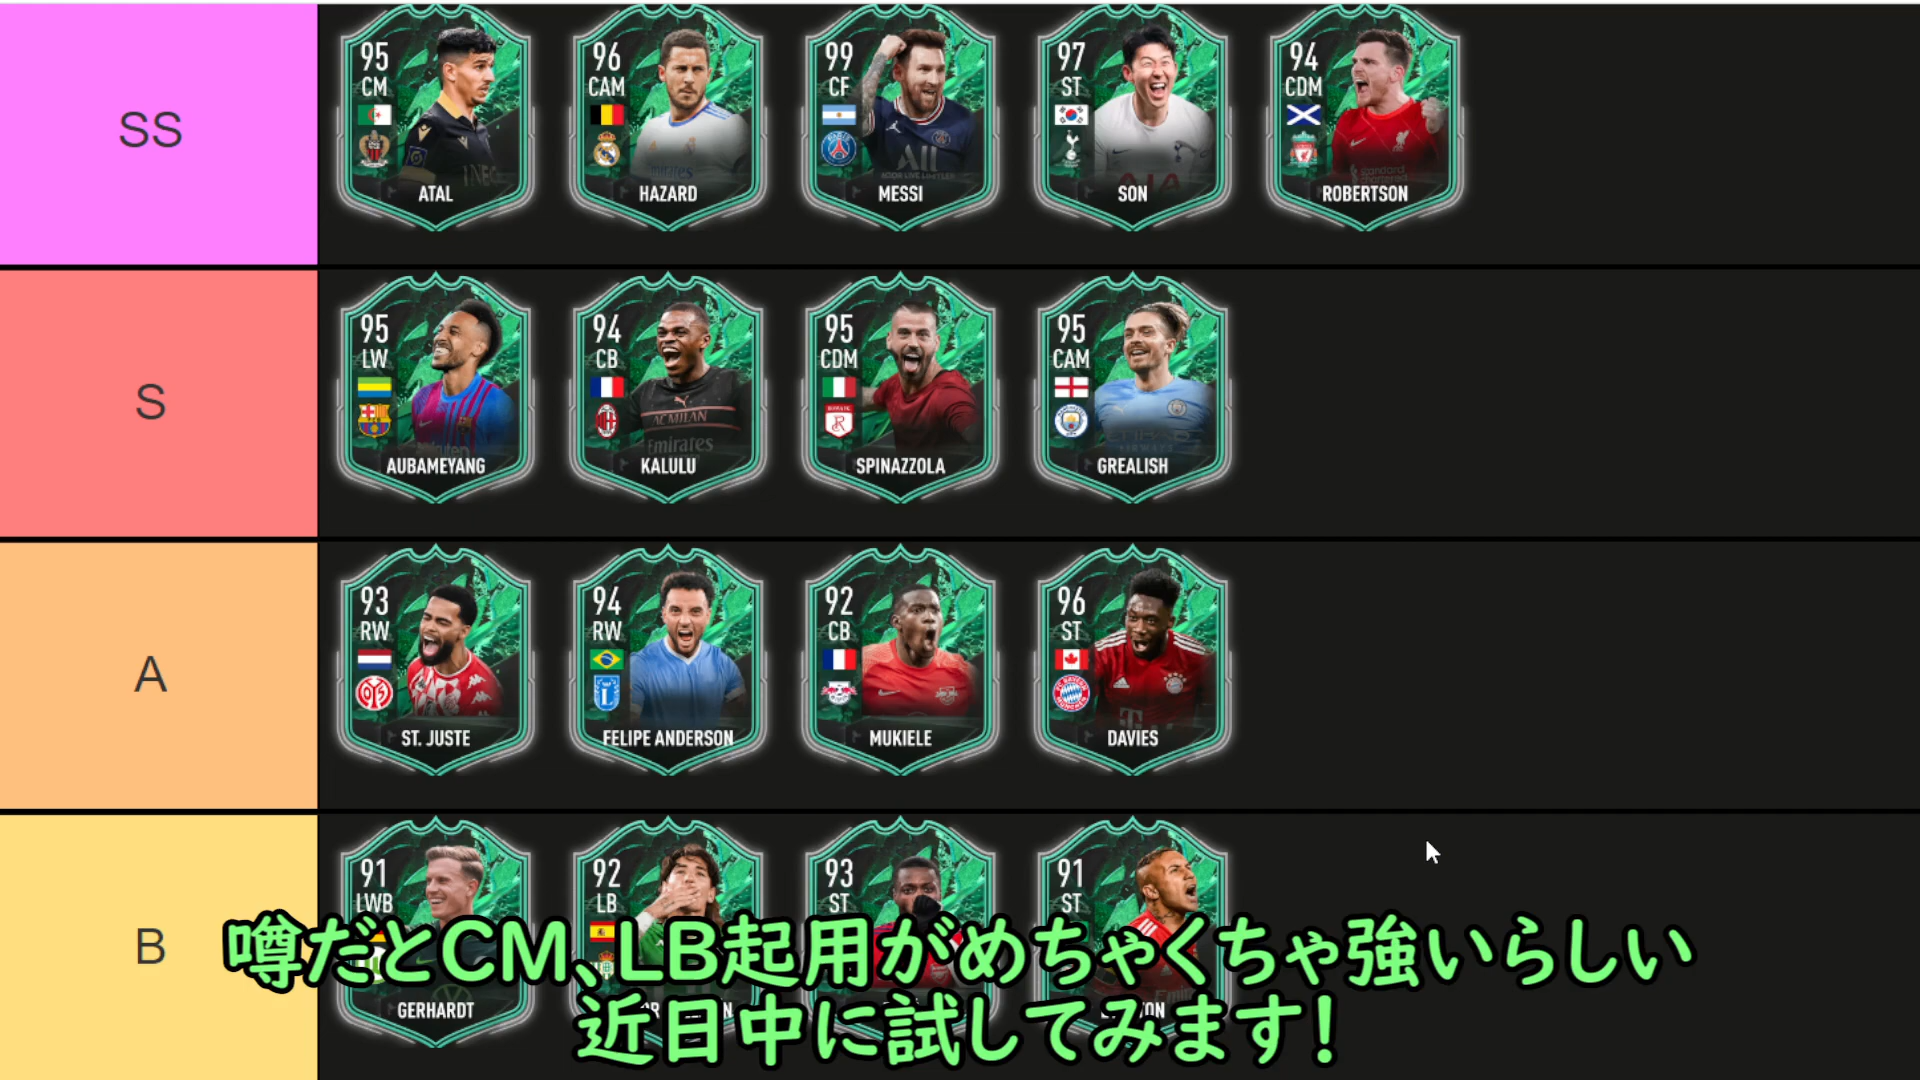 SS
95
CM
ATAL
96
CAM
HAZARD
99
CF
MESSI
97
ST
SON
94
CDM
ROBERTSON
S
95
LW
AUBAMEYANG
94
CB
AC MILAN
Emirates
KALULU
95
CDM
SPINAZZOLA
95
CAM
GREALISH
A
93
RW
ST. JUSTE
94
RW
FELIPE ANDERSON
92
CB
MUKIELE
96
ST
DAVIES
B
91
LWB
GERHARDT
92
LB
93
ST
91
ST
噂だとCM、LB起用がめちゃくちゃ強いらしい
近日中に試してみます!